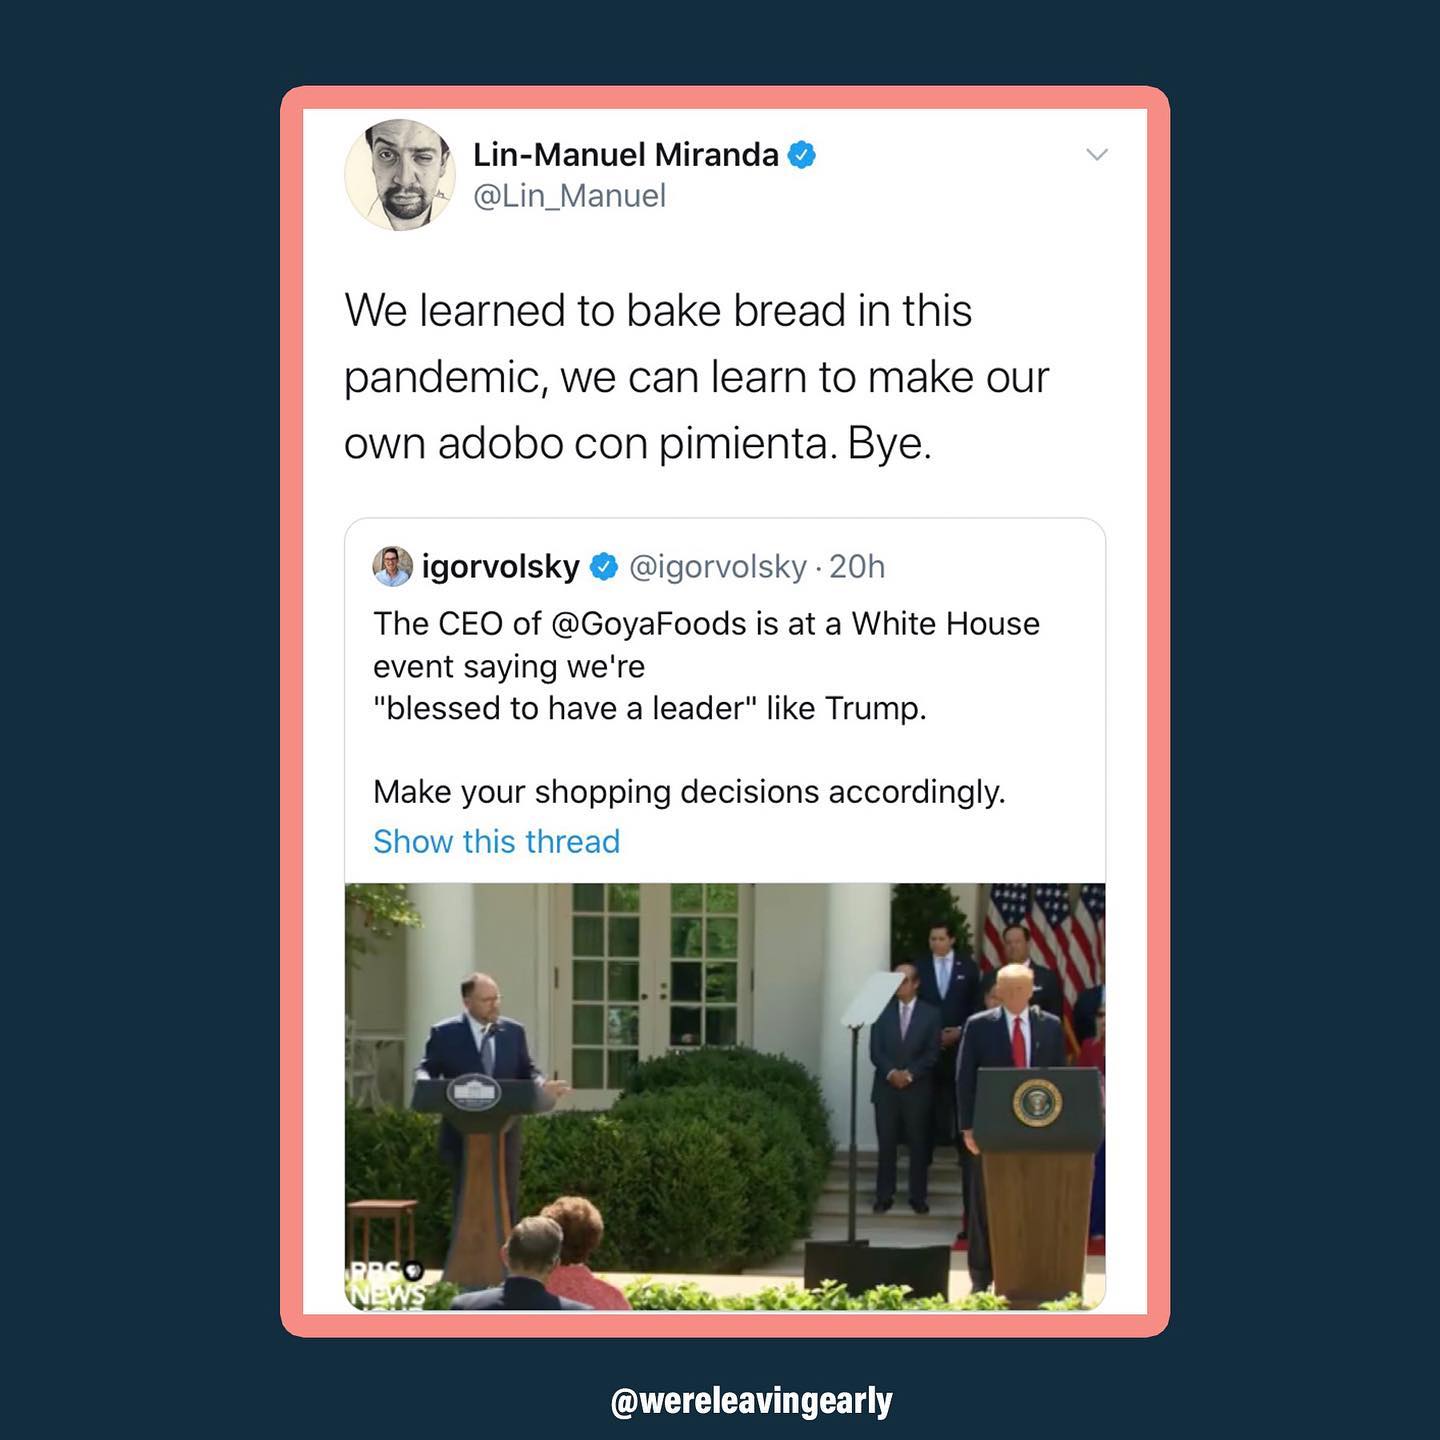 Lin-Manuel Miranda
@Lin_Manuel
We learned to bake bread in this
pandemic, we can learn to make our
own adobo con pimienta. Bye.
igorvolsky @igorvolsky · 20h
The CEO of @GoyaFoods is at a White House
event saying we're
"blessed to have a leader" like Trump.
Make your shopping decisions accordingly.
Show this thread
PBS
NEWS
@wereleavingearly